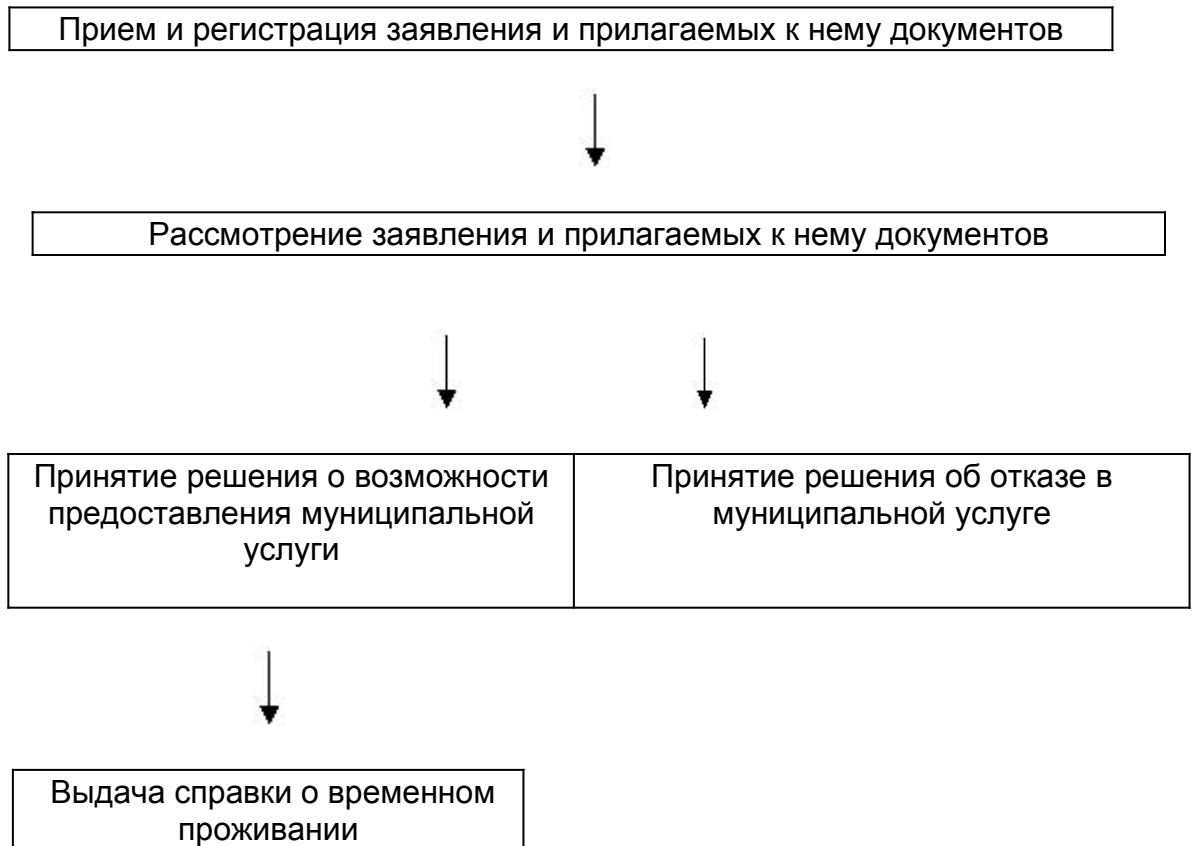 Прием и регистрация заявления и прилагаемых к нему документов
Рассмотрение заявления и прилагаемых к нему документов
Принятие решения о возможности
предоставления муниципальной
услуги
Принятие решения об отказе в
муниципальной услуге
Выдача справки о временном
проживании